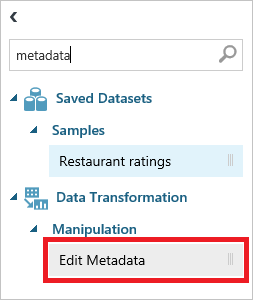 metadata
Saved Datasets
Samples
Restaurant ratings
Data Transformation
Manipulation
Edit Metadata